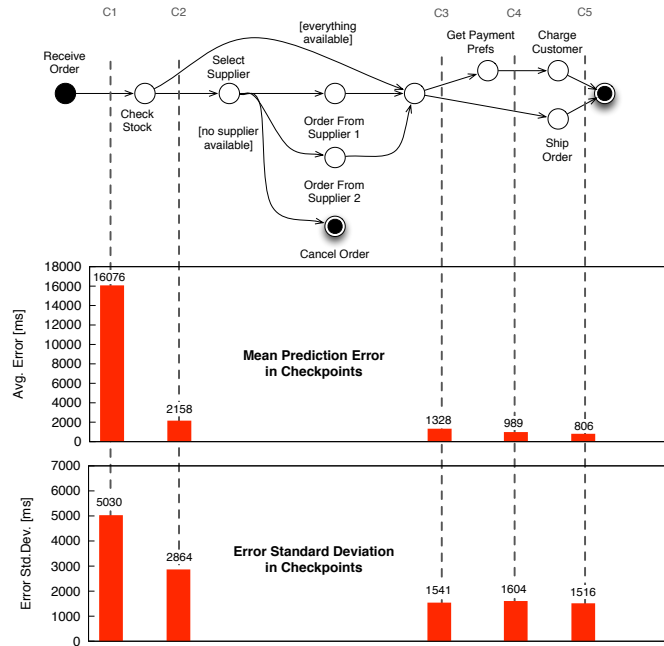 C1
C2
C3
C4
C5
[everything
available]
Get Payment
Prefs
Charge
Customer
Receive
Order
Select
Supplier
Check
Stock
[no supplier
available]
Order From
Supplier 1
Ship
Order
Order From
Supplier 2
Cancel Order
Avg. Error [ms]
18000
16000
14000
12000
10000
8000
6000
4000
2000
0
16076
2158
1328
989
806
Mean Prediction Error
in Checkpoints
Error Std.Dev. [ms]
7000
6000
5000
4000
3000
2000
1000
0
5030
2864
1541
1604
1516
Error Standard Deviation
in Checkpoints